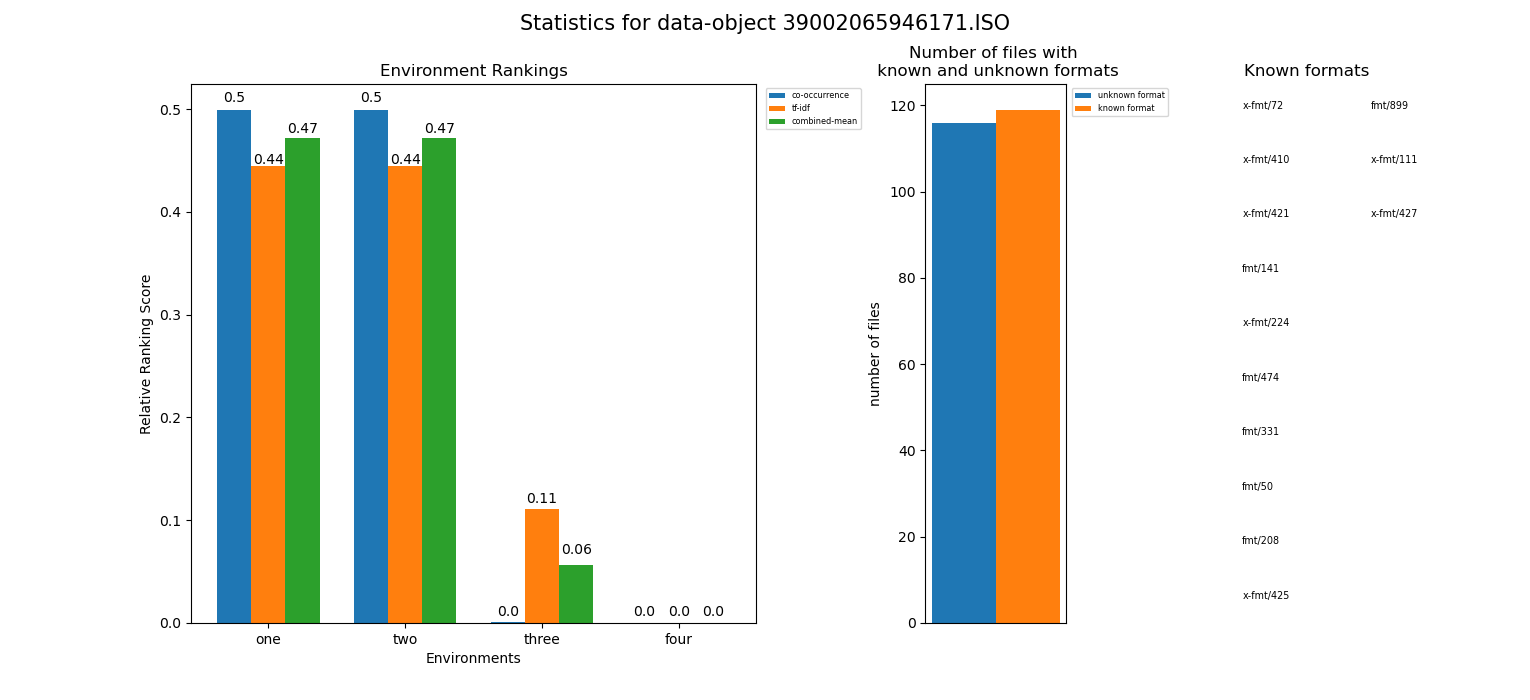 Statistics for data-object 39002065946171.ISO
Environment Rankings
Relative Ranking Score
0.5
0.4
0.3
0.2
0.1
0.0
0.5
0.44
0.47
0.5
0.44
0.47
0.0
0.11
0.06
0.0
0.0
0.0
one
two
three
four
Environments
co-occurrence
tf-idf
combined-mean
Number of files with
known and unknown formats
number of files
120
100
80
60
40
20
0
unknown format
known format
Known formats
x-fmt/72
x-fmt/410
x-fmt/421
fmt/141
x-fmt/224
fmt/474
fmt/331
fmt/50
fmt/208
x-fmt/425
fmt/899
x-fmt/111
x-fmt/427